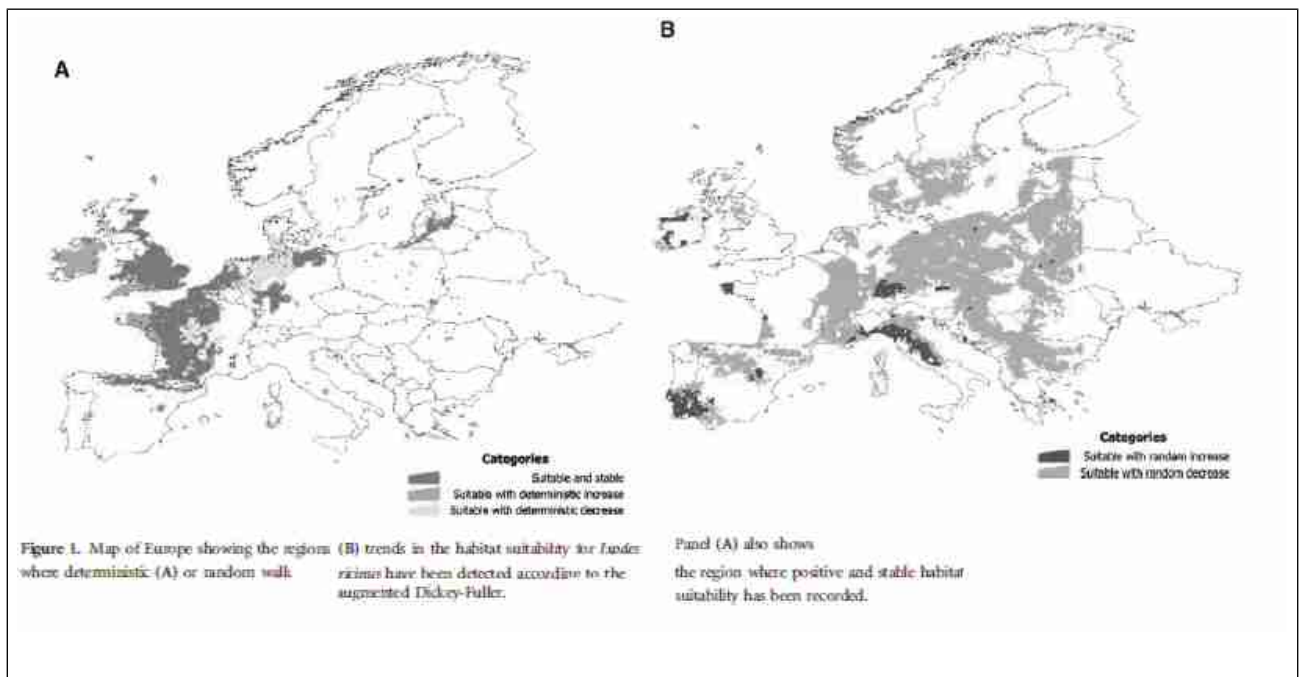 A
B
Categories
Suitable and stable
Suitable with deterministic increase
Suitable with deterministic decrease
Categories
Suitable with random increase
Suitable with random decrease
Figure 1. Map of Europe showing the regions
where deterministic (A) or random walk
(B) trends in the habitat suitability for
ricinus have been detected according to the
augmented Dickey-Fuller.
Panel (A) also shows
the region where positive and stable habitat
suitability has been recorded.